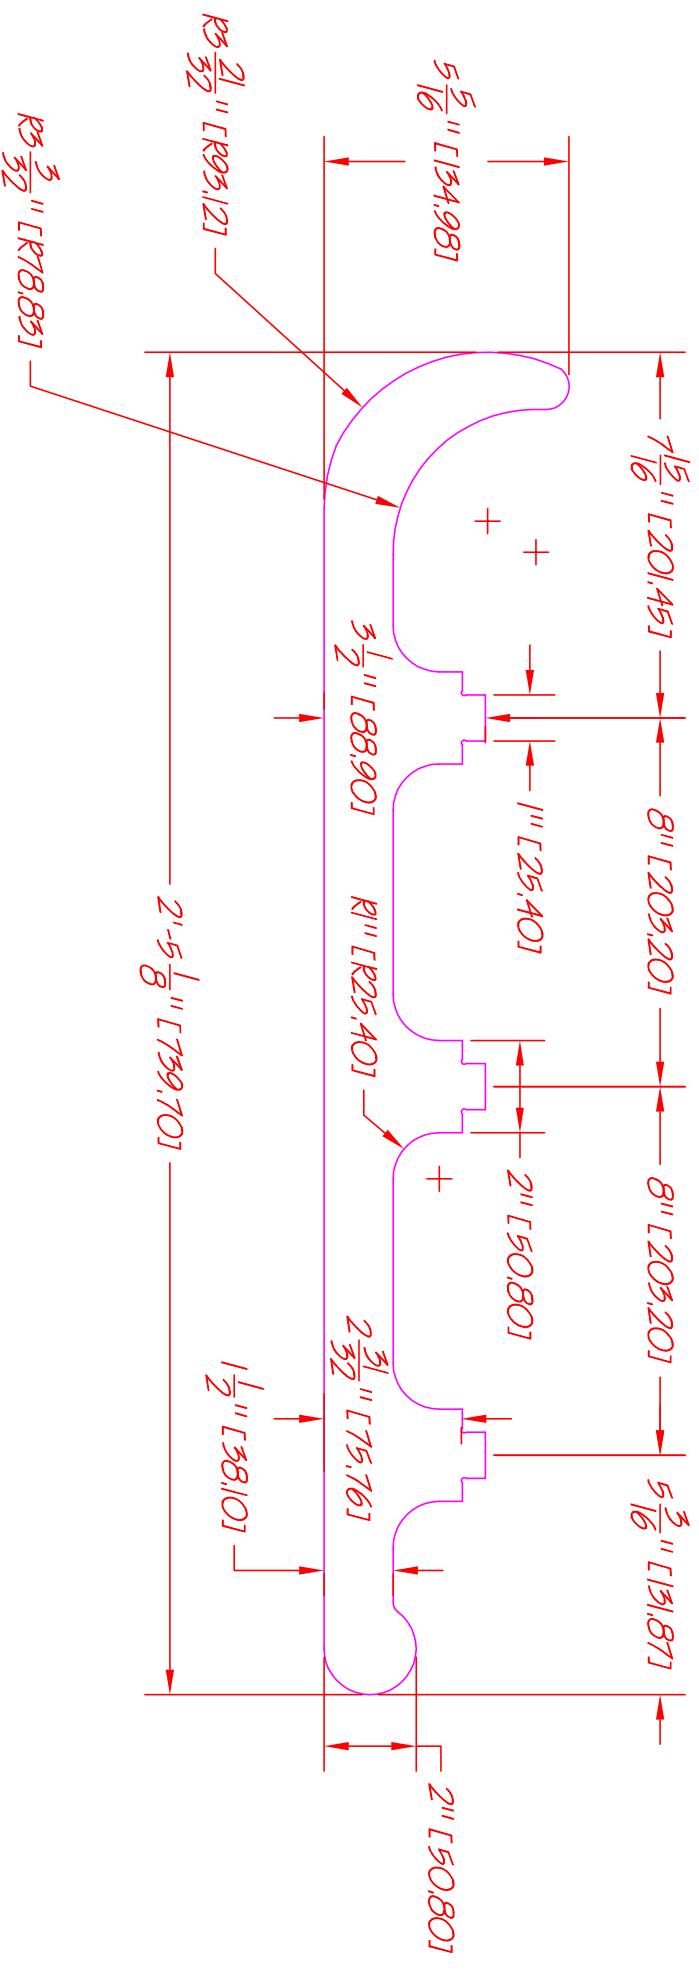 7 15/16" [201.45]
8" [203.20]
8" [203.20]
5 3/16" [131.87]
5 5/16" [134.98]
1" [25.40]
2" [50.80]
2" [50.80]
3 1/2" [88.90]
R1" [R25.40]
2 31/32" [75.76]
R3 21/32" [R93.12]
1 1/2" [38.10]
2'-5 1/8" [739.70]
R3 3/32" [R78.83]